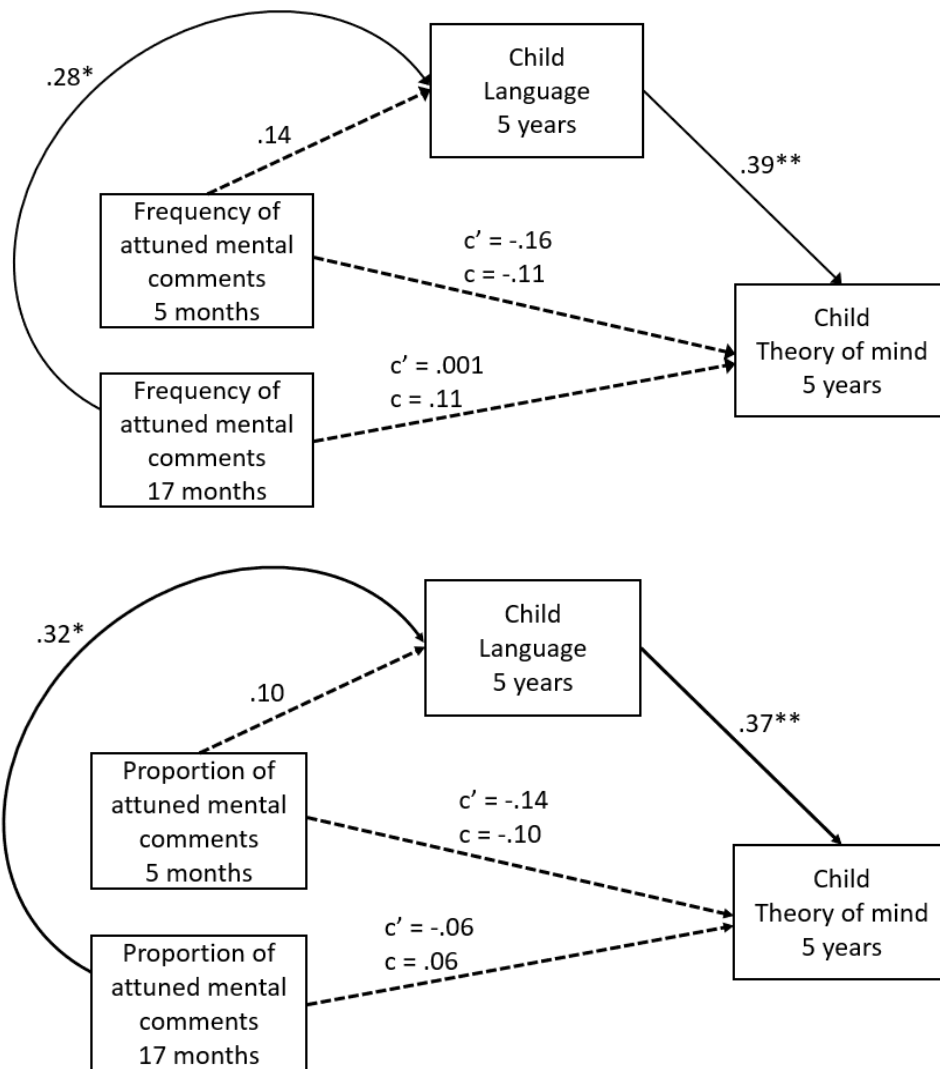 Child
Language
5 years
.28*
.14
.39**
Frequency of
attuned mental
comments
5 months
c’ = -.16
c = -.11
Child
Theory of mind
5 years
c’ = .001
c = .11
Frequency of
attuned mental
comments
17 months
Child
Language
5 years
.32*
.10
.37**
Proportion of
attuned mental
comments
5 months
c’ = -.14
c = -.10
Child
Theory of mind
5 years
c’ = -.06
c = .06
Proportion of
attuned mental
comments
17 months